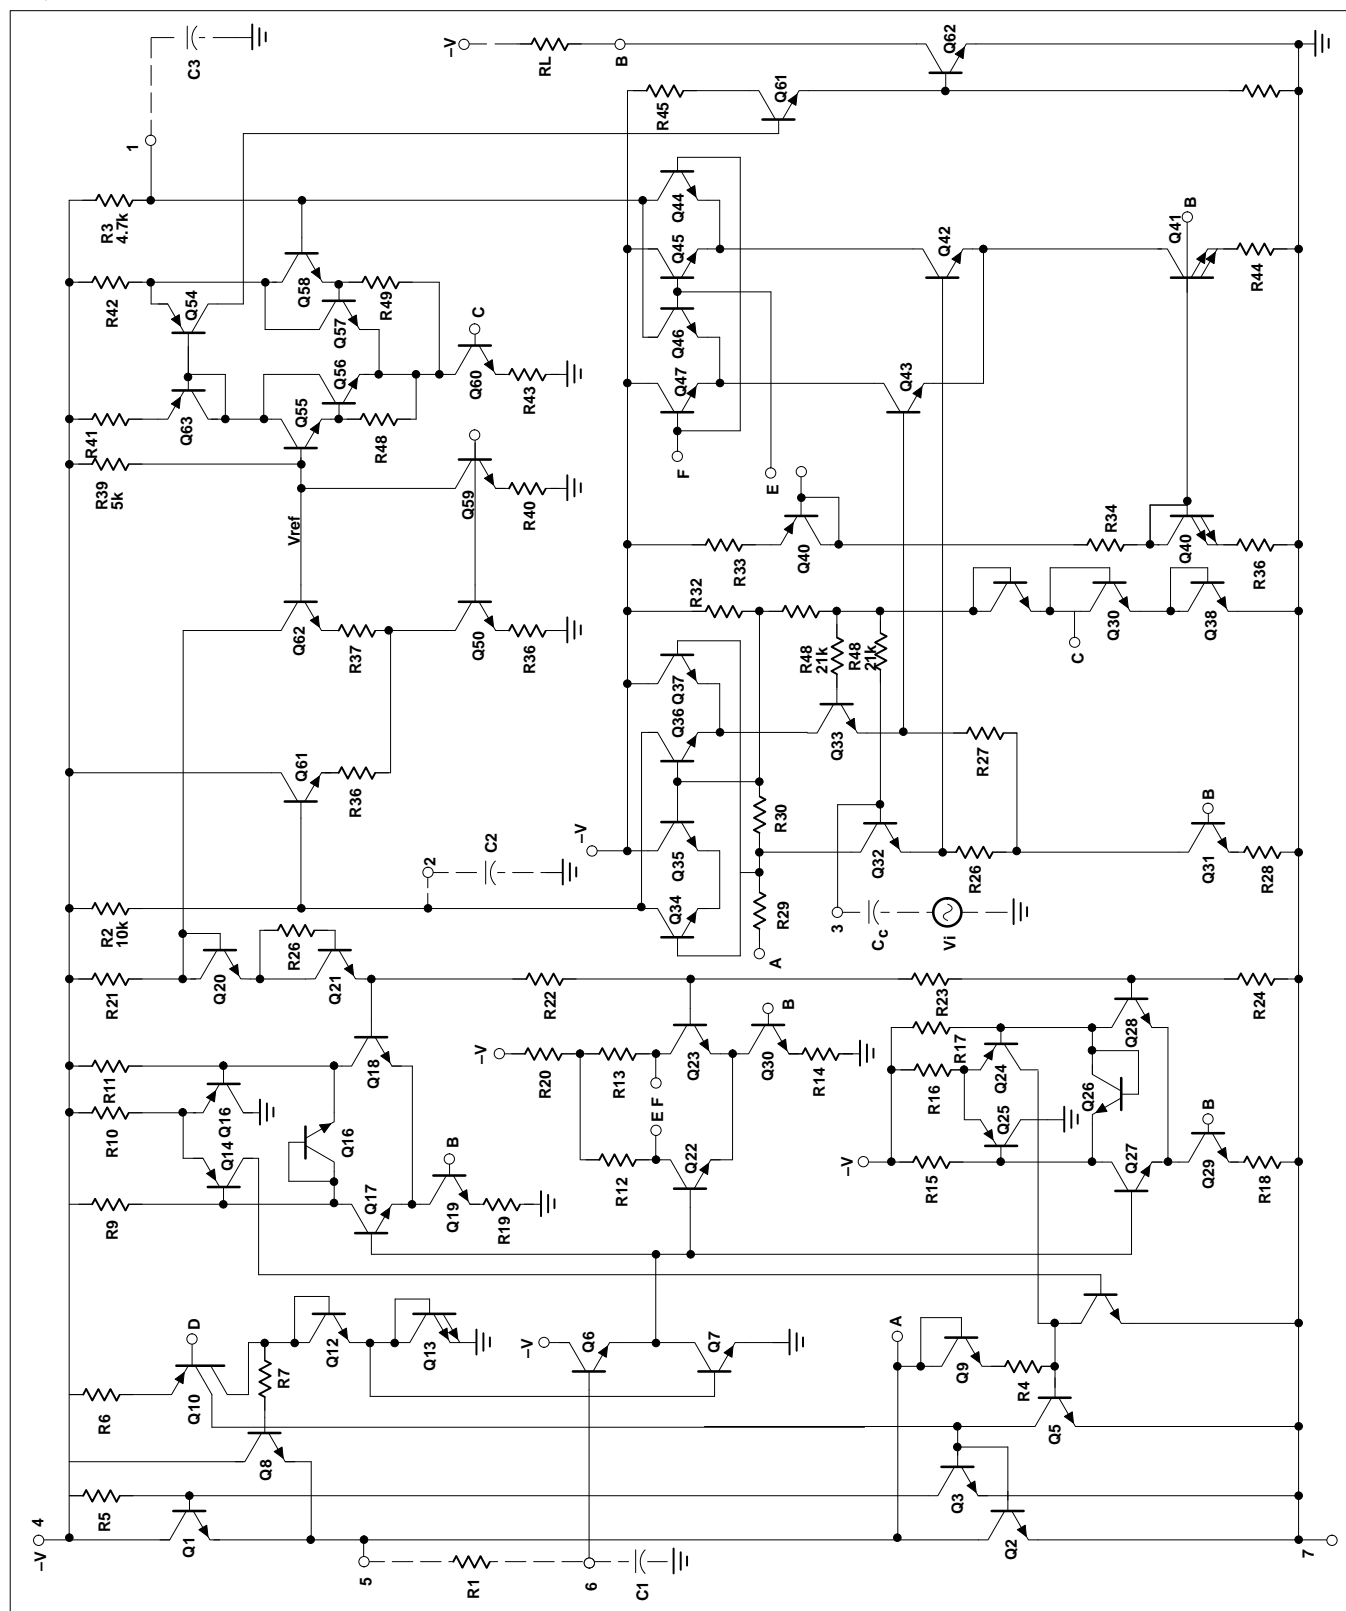 –V 4
5
6
7
R5
Q1
R1
C1
Q3
Q2
Q8
R6
Q10
D
R7
Q12
Q13
–V
Q6
Q7
A
Q9
R4
Q5
R9
R10
R11
Q14
Q16
Q16
Q17
Q18
Q19
B
R19
–V
R20
R12
R13
E
F
Q22
Q23
Q30
B
R14
–V
R15
R16
R17
Q25
Q24
Q26
Q27
Q28
Q29
B
R18
R21
Q20
R26
Q21
R22
R23
R24
R2
10k
2
C2
–V
Q34
Q35
Q36
Q37
A
R29
R30
3
Cc
Vi
Q32
R26
Q33
R27
Q31
B
R28
Q61
R36
Q62
R37
Q50
R36
Vref
R32
R48
21k
R48
21k
C
Q30
Q38
R33
Q40
R34
Q40
R36
R39
5k
R41
Q63
Q54
R42
Q55
Q56
Q57
Q58
R48
R49
Q59
R40
Q60
C
R43
R3
4.7k
1
C3
F
E
Q47
Q46
Q45
Q44
Q43
Q42
Q41
B
R44
R45
Q61
–V
RL
B
Q62